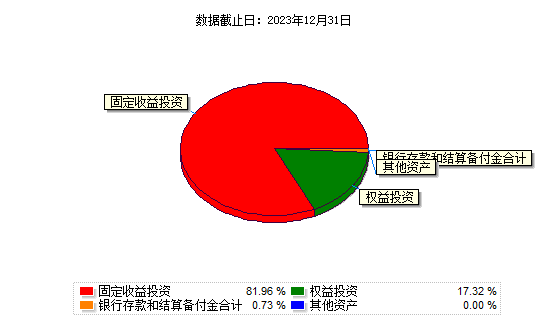 数据截止日：2023年12月31日
固定收益投资
银行存款和结算备付金合计
其他资产
权益投资
固定收益投资 81.96 % 权益投资 17.32 %
银行存款和结算备付金合计 0.73 % 其他资产 0.00 %